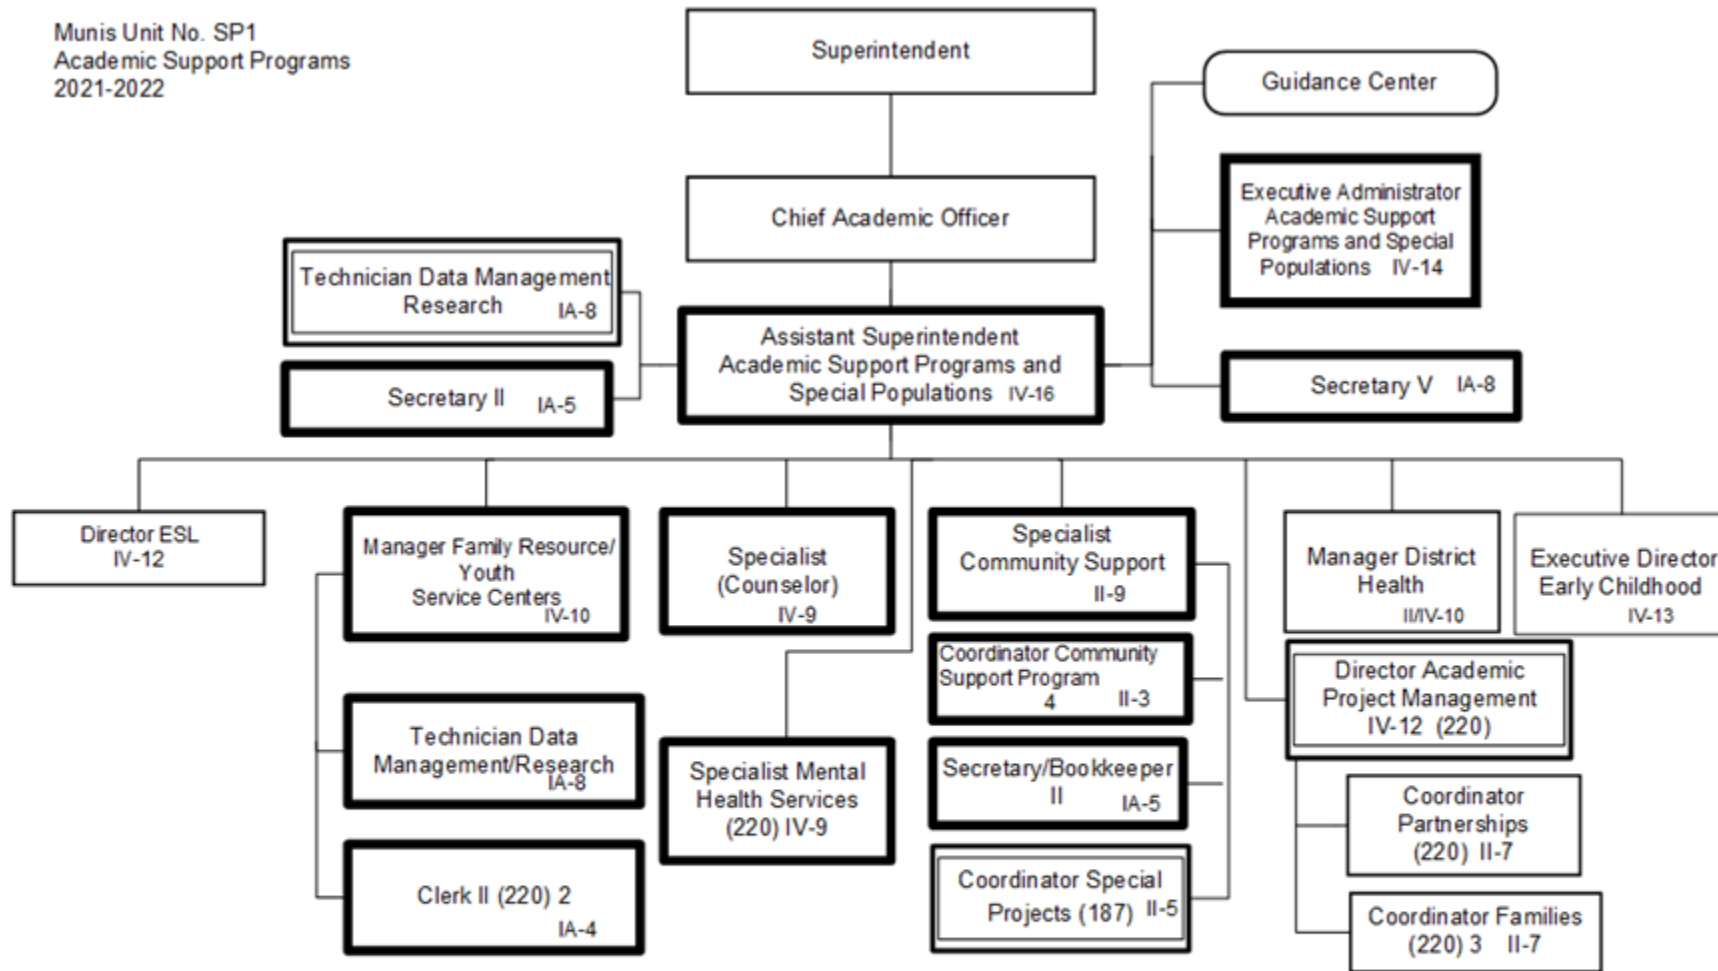 Munis Unit No. SP1
Academic Support Programs
2021-2022
Superintendent
Guidance Center
Chief Academic Officer
Executive Administrator
Academic Support
Programs and Special
Populations IV-14
Technician Data Management
Research IA-8
Secretary II IA-5
Assistant Superintendent
Academic Support Programs and
Special Populations IV-16
Secretary V IA-8
Director ESL
IV-12
Manager Family Resource/
Youth
Service Centers
IV-10
Specialist
(Counselor)
IV-9
Specialist
Community Support
II-9
Manager District
Health
II/IV-10
Executive Director
Early Childhood
IV-13
Coordinator Community
Support Program
4 II-3
Director Academic
Project Management
IV-12 (220)
Technician Data
Management/Research
IA-8
Specialist Mental
Health Services
(220) IV-9
Secretary/Bookkeeper
II IA-5
Coordinator
Partnerships
(220) II-7
Clerk II (220) 2
IA-4
Coordinator Special
Projects (187) II-5
Coordinator Families
(220) 3 II-7